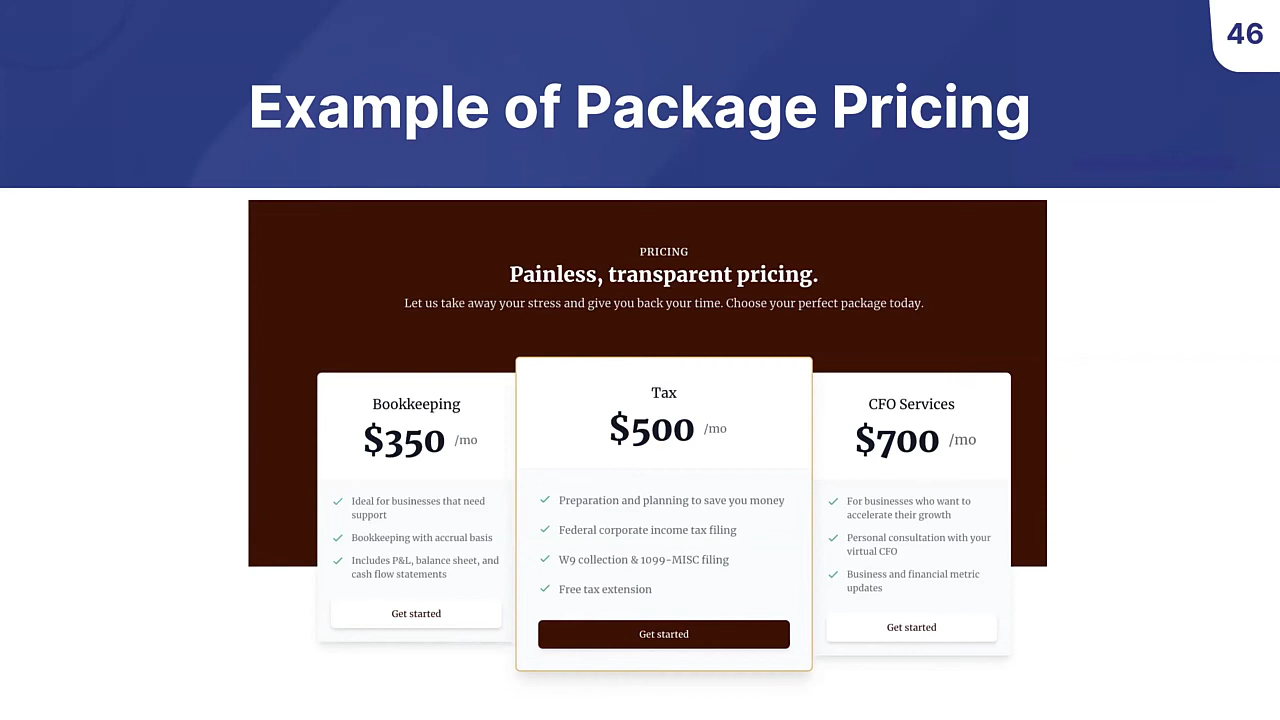 46
Example of Package Pricing
PRICING
Painless, transparent pricing.
Let us take away your stress and give you back your time. Choose your perfect package today.
Bookkeeping
$350 /mo
Ideal for businesses that need
support
Bookkeeping with accrual basis
Includes P&L, balance sheet, and
cash flow statements
Get started
Tax
$500 /mo
Preparation and planning to save you money
Federal corporate income tax filing
W9 collection & 1099-MISC filing
Free tax extension
Get started
CFO Services
$700 /mo
For businesses who want to
accelerate their growth
Personal consultation with your
virtual CFO
Business and financial metric
updates
Get started